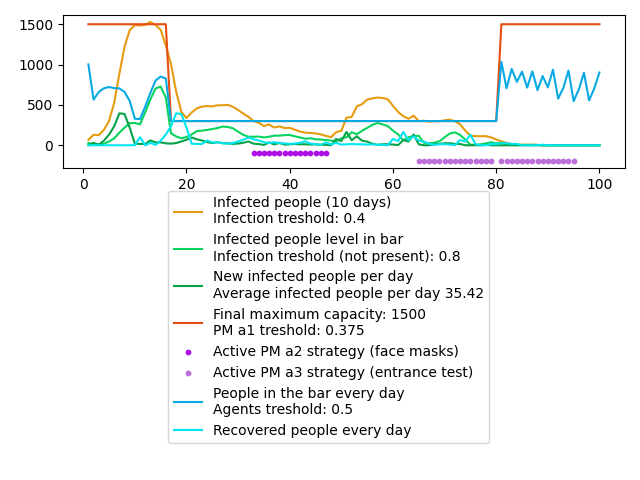 1500
1000
500
0
0 20 40 60 80 100
Infected people (10 days)
Infection treshold: 0.4
Infected people level in bar
Infection treshold (not present): 0.8
New infected people per day
Average infected people per day 35.42
Final maximum capacity: 1500
PM a1 treshold: 0.375
Active PM a2 strategy (face masks)
Active PM a3 strategy (entrance test)
People in the bar every day
Agents treshold: 0.5
Recovered people every day